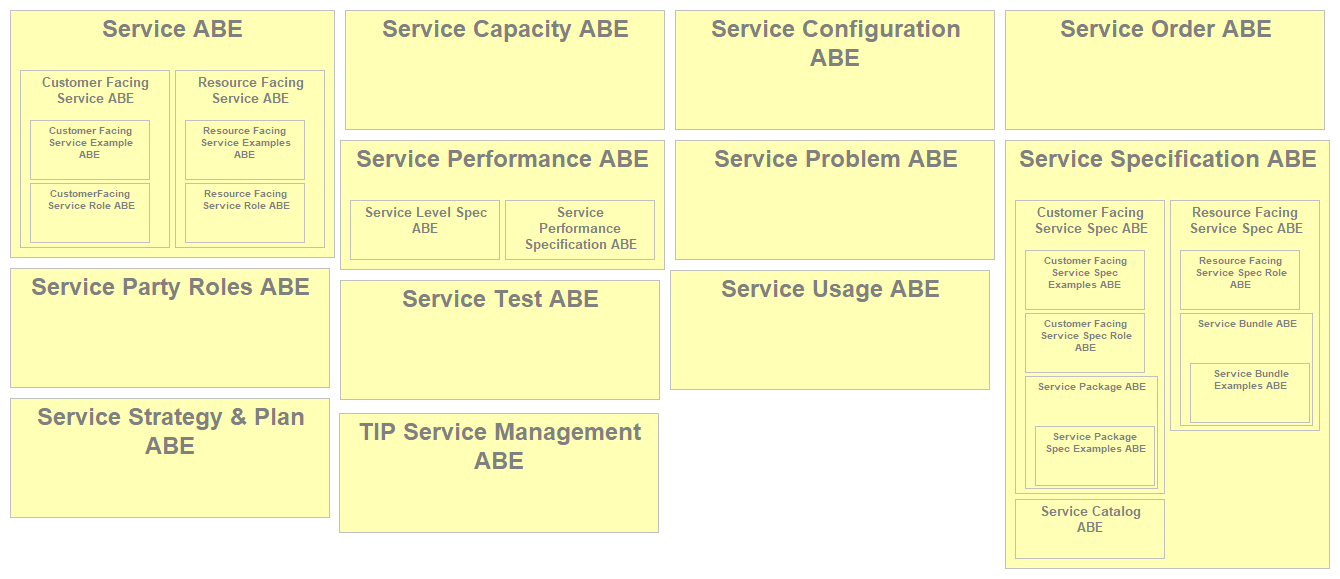 Service ABE
Customer Facing
Service ABE
Customer Facing
Service Example
ABE
CustomerFacing
Service Role ABE
Resource Facing
Service ABE
Resource Facing
Service Examples
ABE
Resource Facing
Service Role ABE
Service Capacity ABE
Service Configuration
ABE
Service Order ABE
Service Performance ABE
Service Level Spec
ABE
Service
Performance
Specification ABE
Service Problem ABE
Service Specification ABE
Customer Facing
Service Spec ABE
Customer Facing
Service Spec
Examples ABE
Customer Facing
Service Spec Role
ABE
Service Package ABE
Service Package
Spec Examples ABE
Resource Facing
Service Spec ABE
Resource Facing
Service Spec Role
ABE
Service Bundle ABE
Service Bundle
Examples ABE
Service Catalog
ABE
Service Party Roles ABE
Service Test ABE
Service Usage ABE
Service Strategy & Plan
ABE
TIP Service Management
ABE